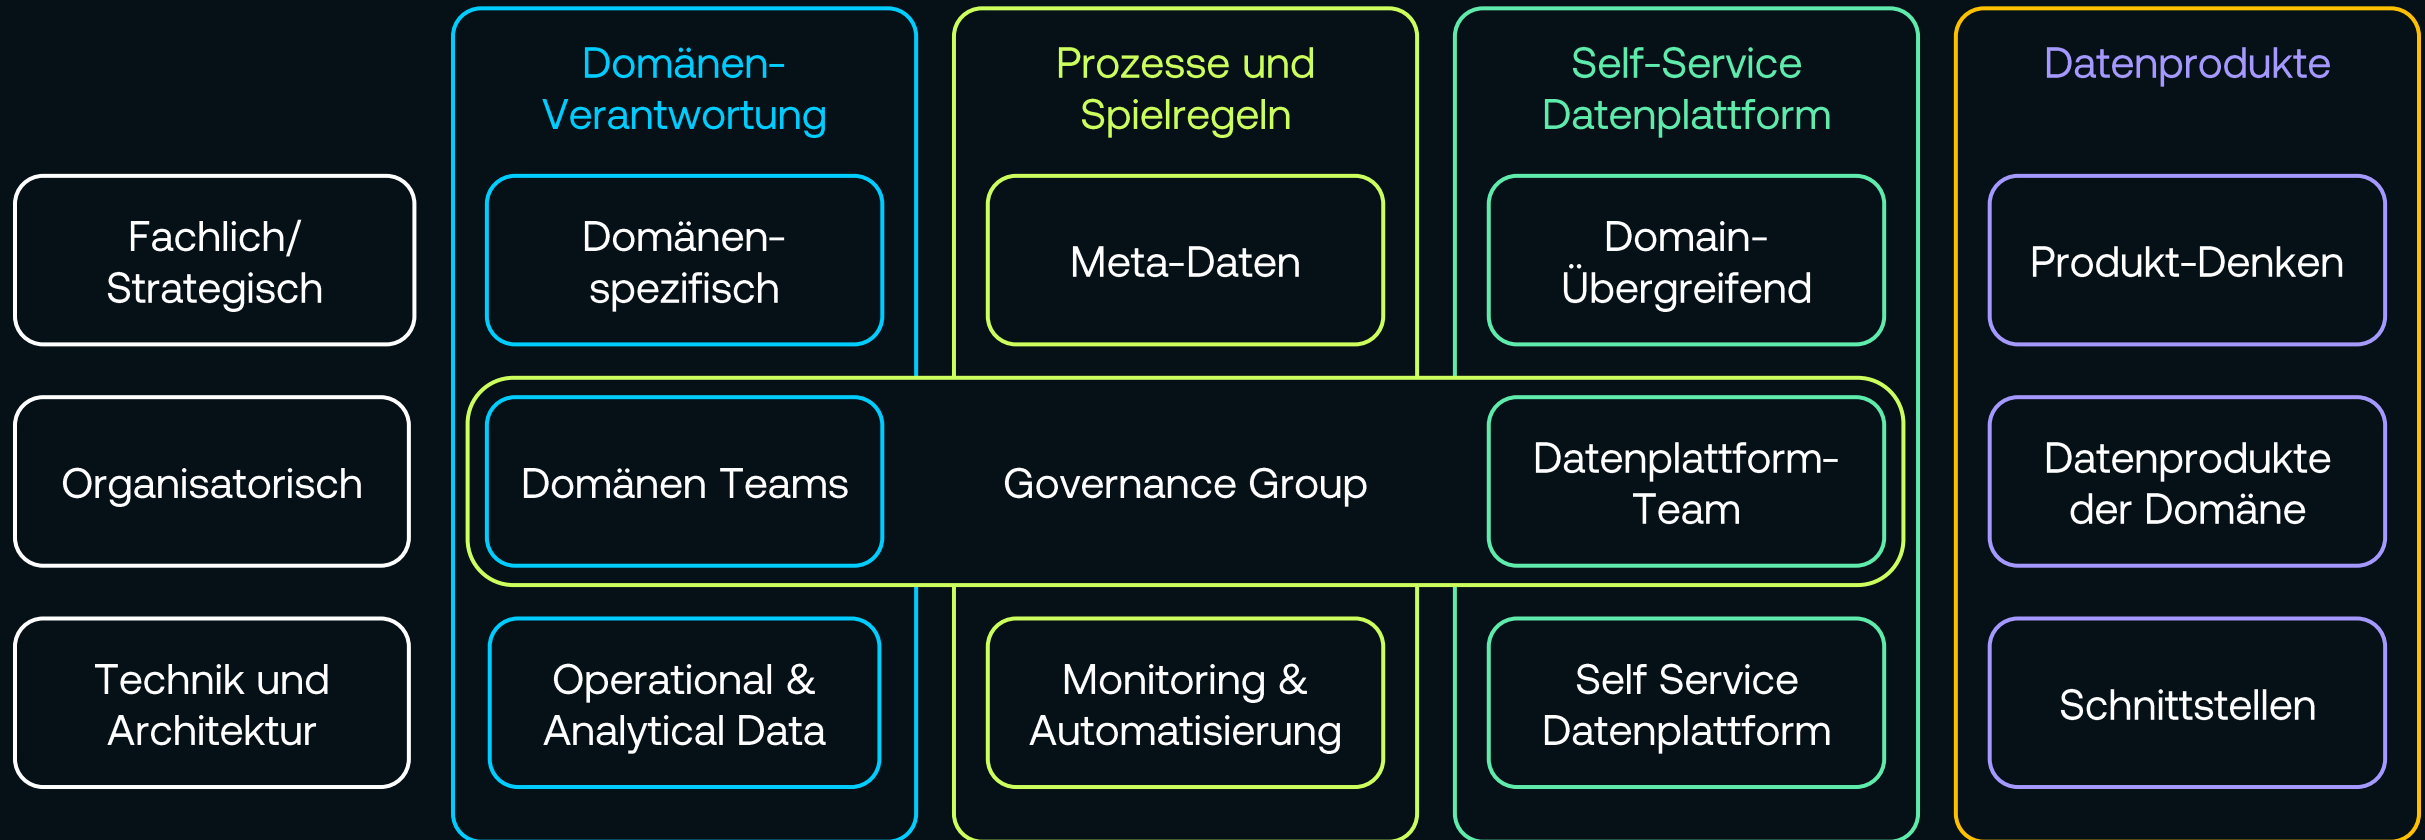 Domänen-
Verantwortung
Prozesse und
Spielregeln
Self-Service
Datenplattform
Datenprodukte
Fachlich/
Strategisch
Domänen-
spezifisch
Meta-Daten
Domain-
Übergreifend
Produkt-Denken
Organisatorisch
Domänen Teams
Governance Group
Datenplattform-
Team
Datenprodukte
der Domäne
Technik und
Architektur
Operational &
Analytical Data
Monitoring &
Automatisierung
Self Service
Datenplattform
Schnittstellen